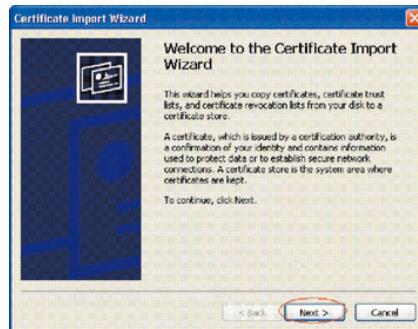 Certificate Import Wizard
Welcome to the Certificate Import
Wizard
This wizard helps you copy certificates, certificate trust
lists, and certificate revocation lists from your disk to a
certificate store.
A certificate, which is issued by a certification authority, is
a confirmation of your identity and contains information
used to protect data or to establish secure network
connections. A certificate store is the system area where
certificates are kept.
To continue, click Next.
< Back Next > Cancel